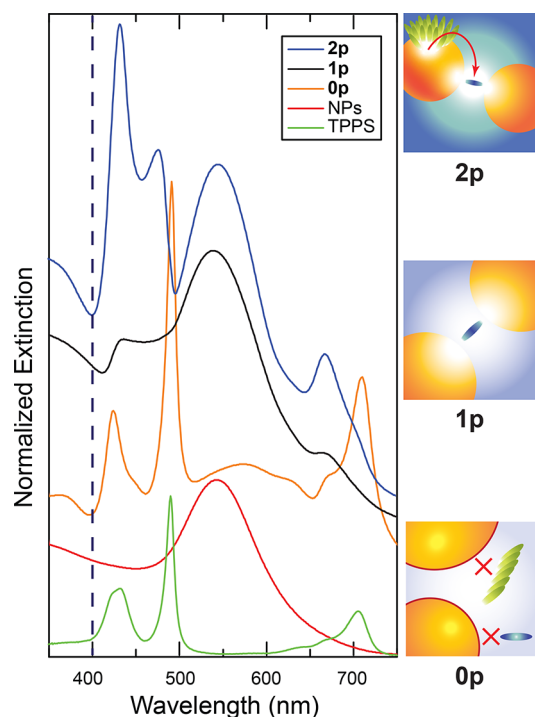 2p
1p
0p
NPs
TPPS
Normalized Extinction
400
500
600
700
Wavelength (nm)
2p
1p
0p